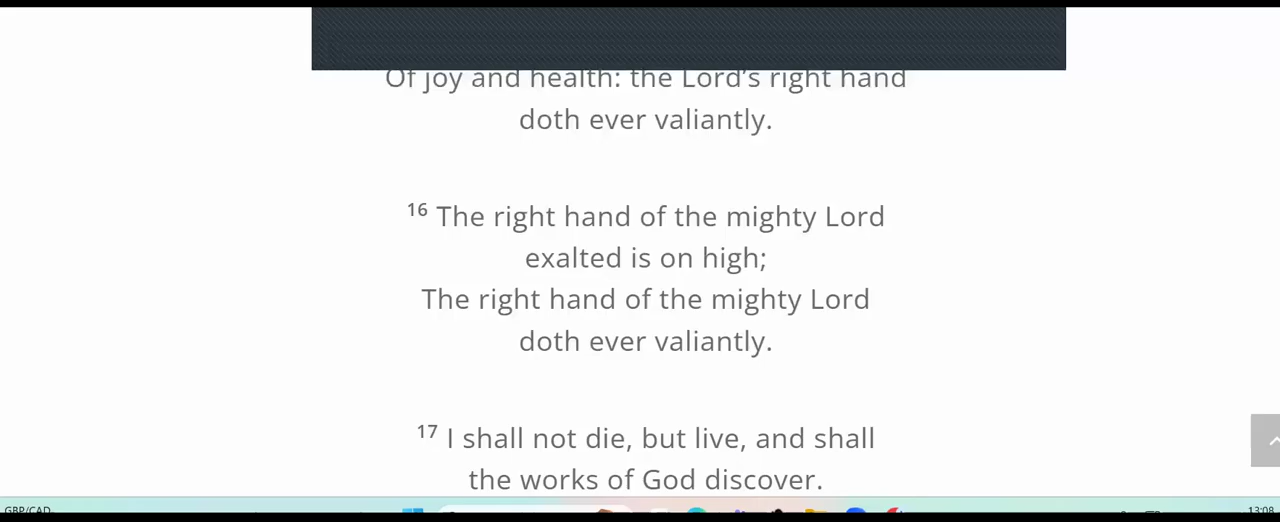 Of joy and health: the Lord's right hand
doth ever valiantly.
16 The right hand of the mighty Lord
exalted is on high;
The right hand of the mighty Lord
doth ever valiantly.
17 I shall not die, but live, and shall
the works of God discover.
GBP/CAD
13:08